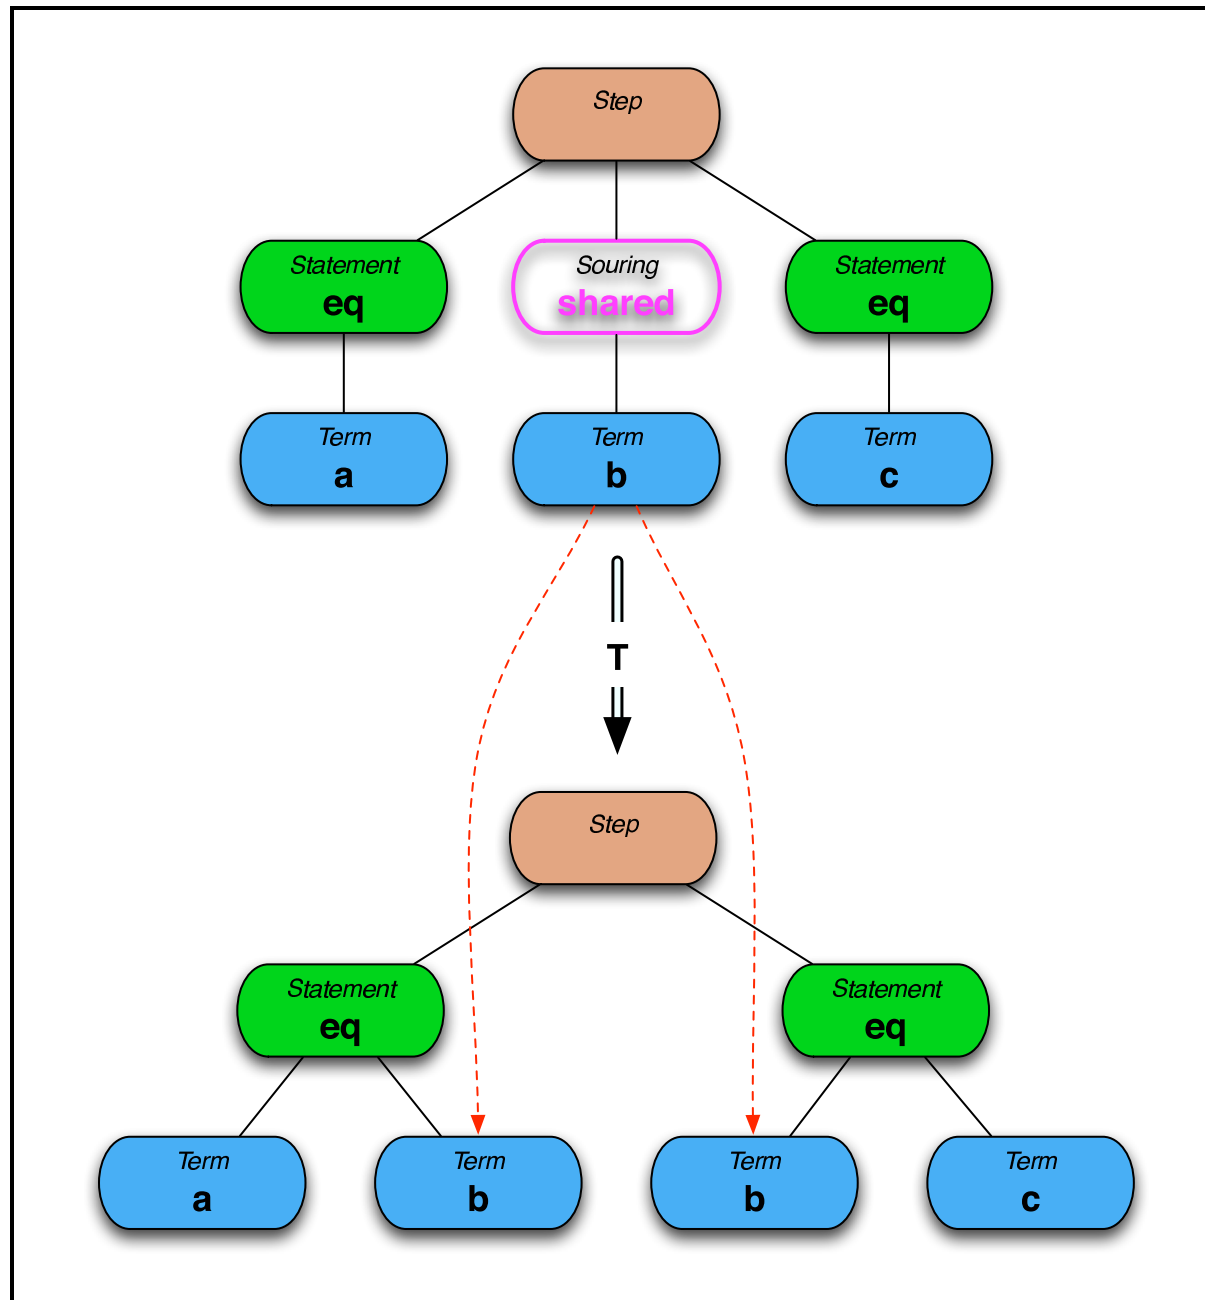 Step
Statement
eq
Souring
shared
Statement
eq
Term
a
Term
b
Term
c
T
Step
Statement
eq
Statement
eq
Term
a
Term
b
Term
b
Term
c